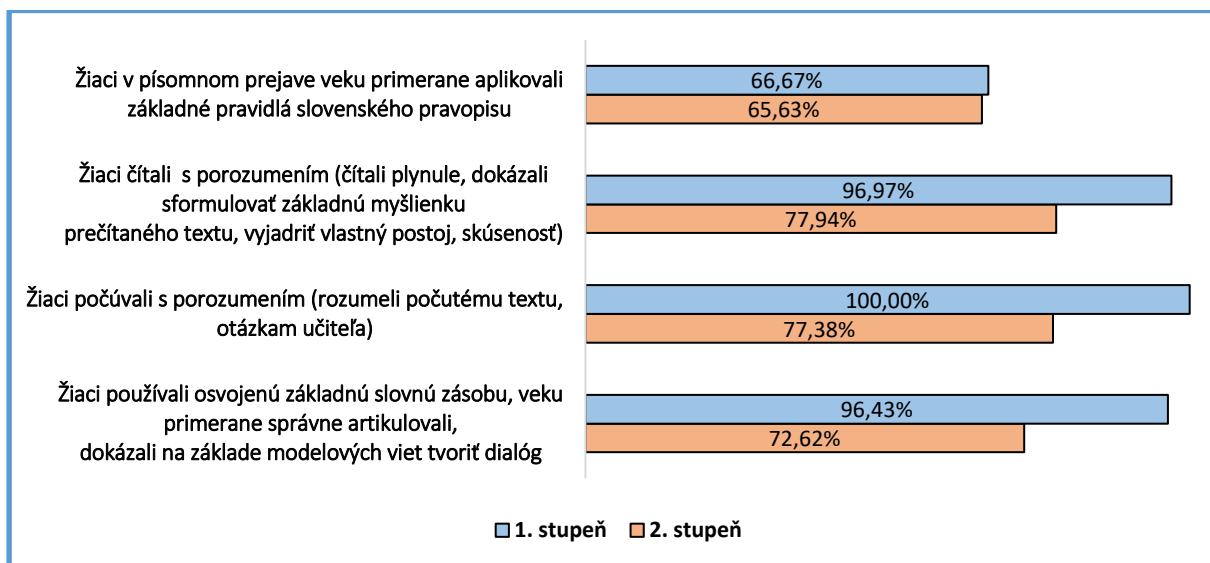 Žiaci v písomnom prejave veku primerane aplikovali
základné pravidlá slovenského pravopisu
66,67%
65,63%
Žiaci čítali  s porozumením (čítali plynule, dokázali
sformulovať základnú myšlienku
prečítaného textu, vyjadriť vlastný postoj, skúsenosť)
96,97%
77,94%
Žiaci počúvali s porozumením (rozumeli počutému textu,
otázkam učiteľa)
100,00%
77,38%
Žiaci používali osvojenú základnú slovnú zásobu, veku
primerane správne artikulovali,
dokázali na základe modelových viet tvoriť dialóg
96,43%
72,62%
1. stupeň 2. stupeň